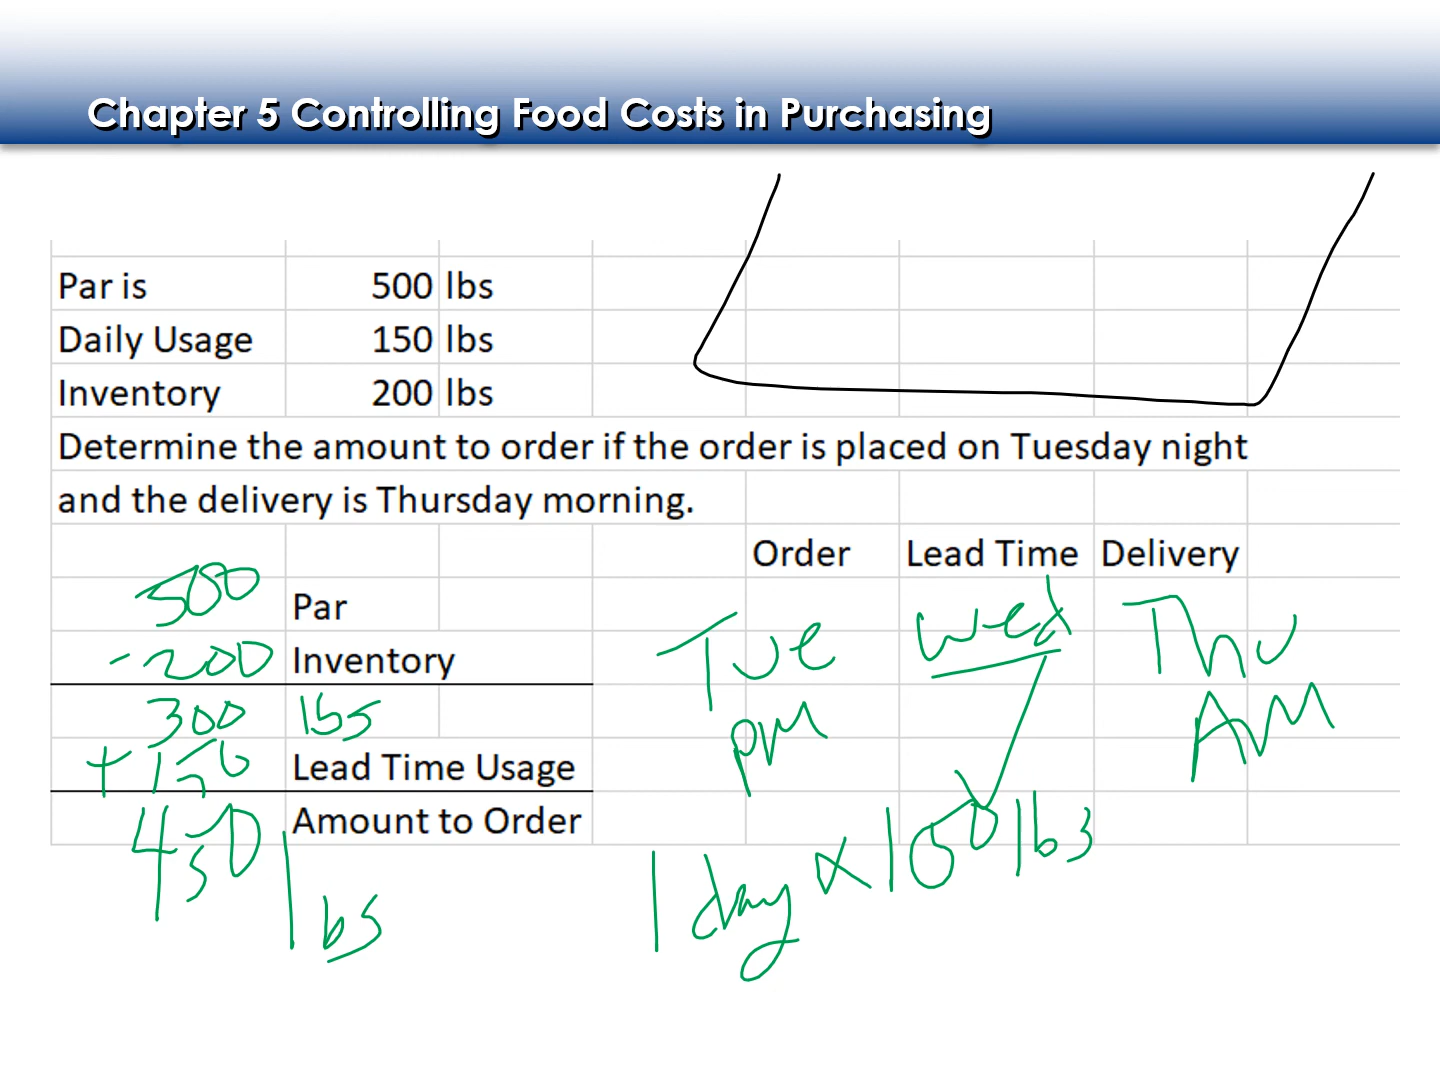 Chapter 5 Controlling Food Costs in Purchasing
Par is 500 lbs
Daily Usage 150 lbs
Inventory 200 lbs
Determine the amount to order if the order is placed on Tuesday night
and the delivery is Thursday morning.
Order Lead Time Delivery
500 Par
-200 Inventory
Tue Wed Thu
300 lbs
pm AM
+ 150 Lead Time Usage
450 lbs Amount to Order
1 day x 150 lbs